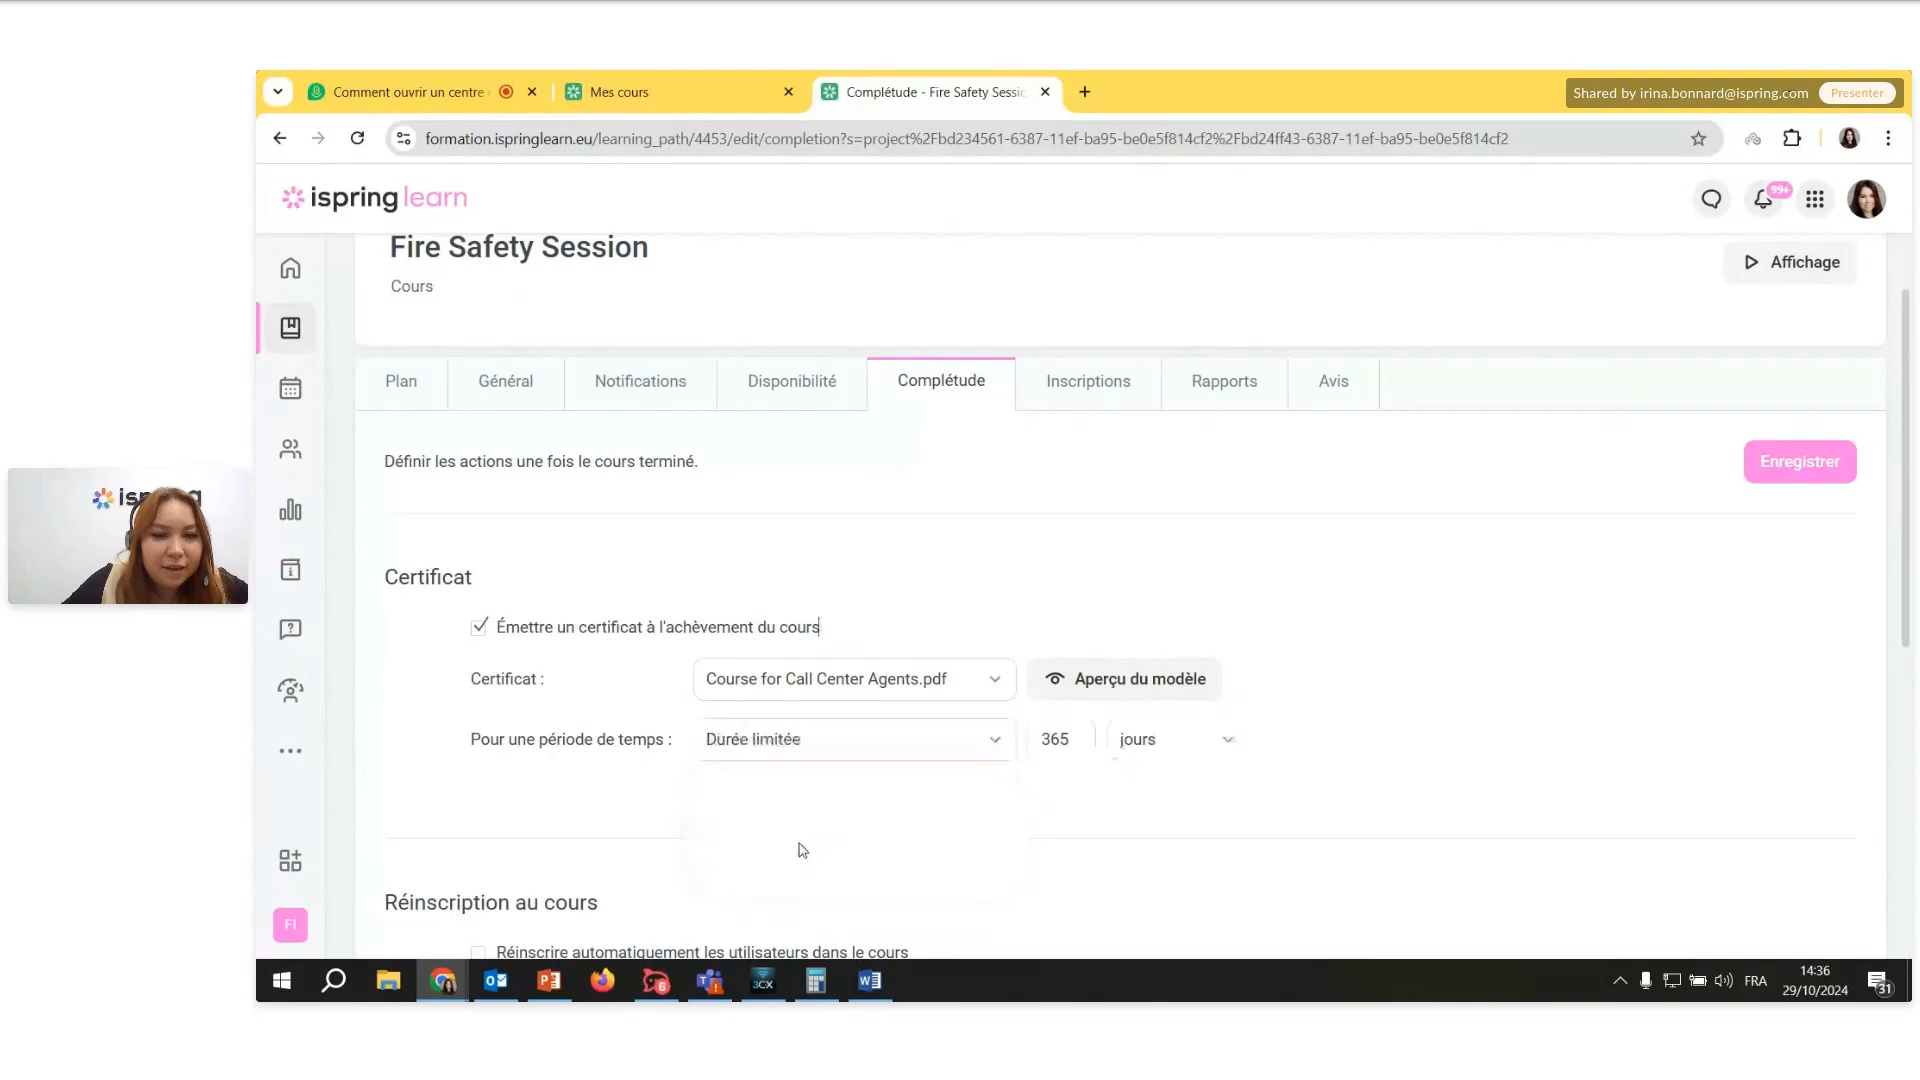 Comment ouvrir un centre
Mes cours
Complétude - Fire Safety Sessic
Shared by irina.bonnard@ispring.com
Presenter
formation.ispringlearn.eu/learning_path/4453/edit/completion?s=project%2Fbd234561-6387-11ef-ba95-be0e5f814cf2%2Fbd24ff43-6387-11ef-ba95-be0e5f814cf2
ispring learn
99+
Fire Safety Session
Affichage
Cours
Plan
Général
Notifications
Disponibilité
Complétude
Inscriptions
Rapports
Avis
Définir les actions une fois le cours terminé.
Enregistrer
Certificat
Émettre un certificat à l'achèvement du cours
Certificat :
Course for Call Center Agents.pdf
Aperçu du modèle
Pour une période de temps :
Durée limitée
365
jours
Réinscription au cours
FI
Réinscrire automatiquement les utilisateurs dans le cours
3CX
FRA
14:36
29/10/2024
31